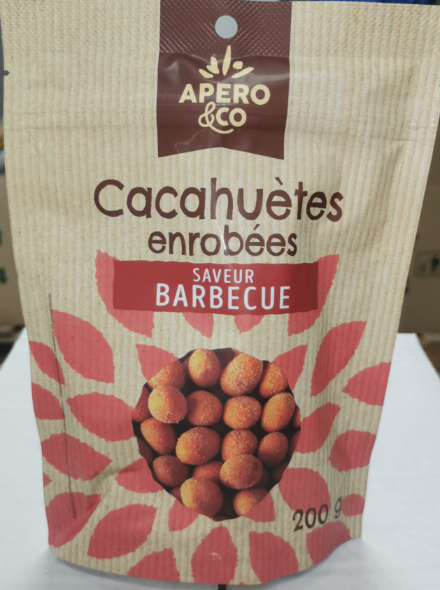 APERO
&CO
Cacahuètes
enrobées
SAVEUR
BARBECUE
200 g